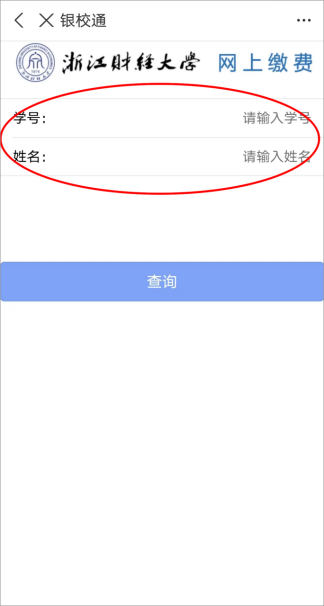 银校通
浙江财经大学 网上缴费
学号： 请输入学号
姓名： 请输入姓名
查询